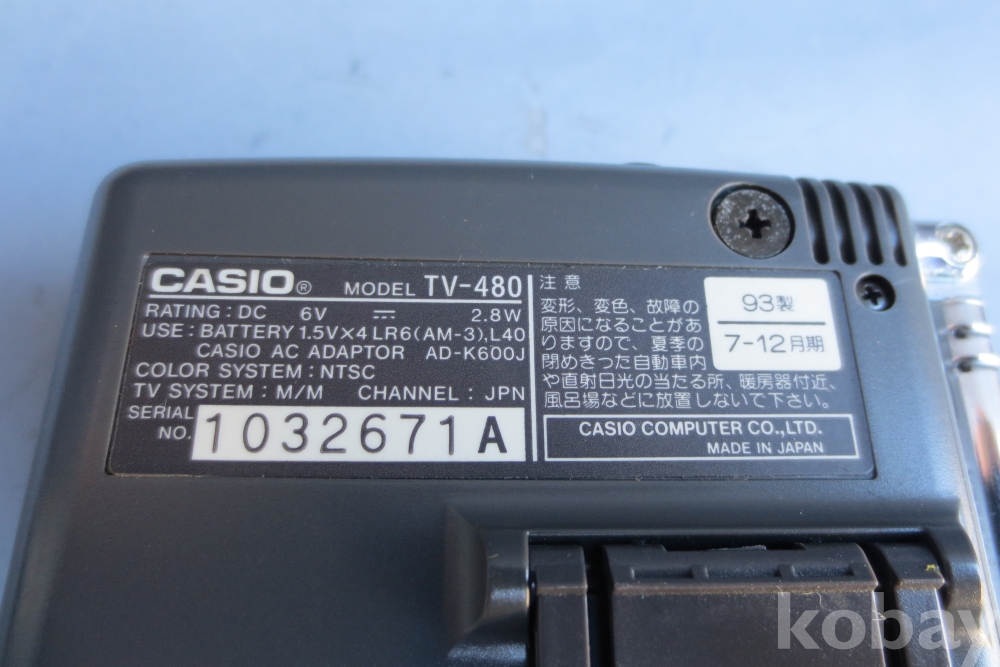 CASIO® MODEL TV-480
RATING : DC 6V ⎓ 2.8W
USE : BATTERY 1.5V×4 LR6(AM-3), L40
CASIO AC ADAPTOR AD-K600J
COLOR SYSTEM : NTSC
TV SYSTEM : M/M CHANNEL : JPN
SERIAL NO. 1032671 A
注意
変形、変色、故障の
原因になることがあ
りますので、夏季の
閉めきった自動車内
や直射日光の当たる所、暖房器付近、
風呂場などに放置しないで下さい。
93製
7-12月期
CASIO COMPUTER CO.,LTD.
MADE IN JAPAN
kobay